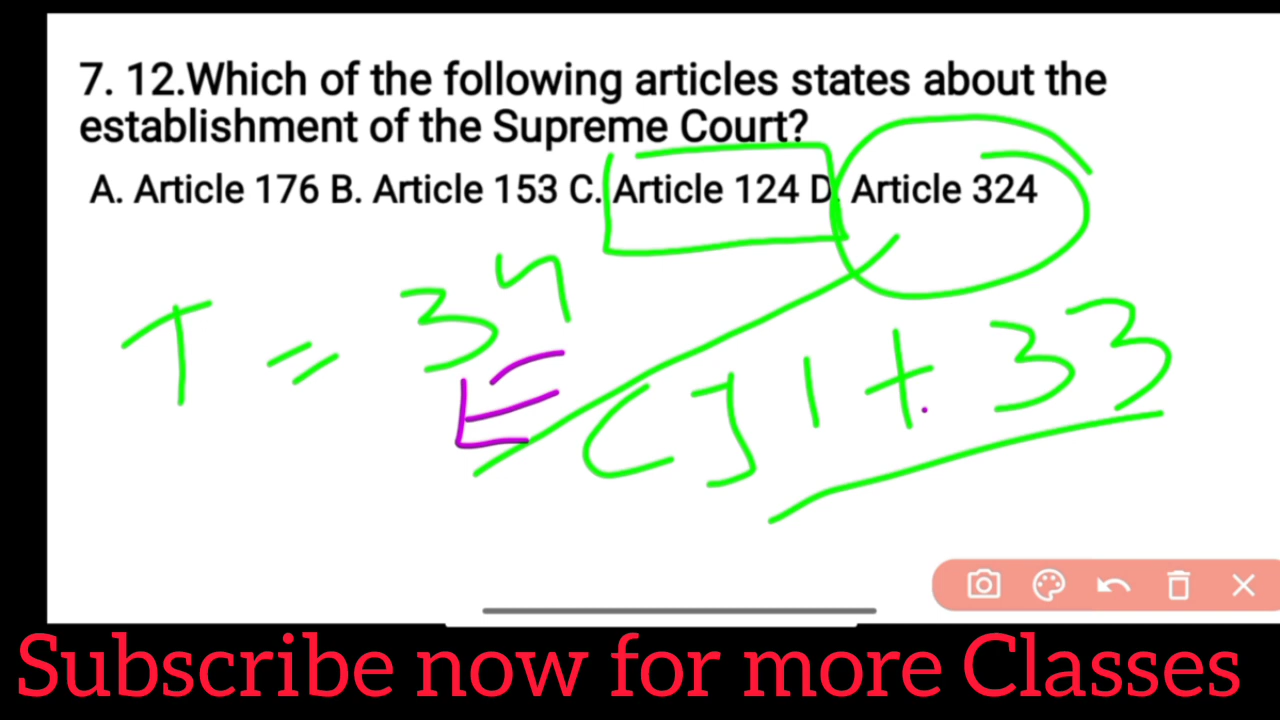 7. 12.Which of the following articles states about the
establishment of the Supreme Court?
A. Article 176 B. Article 153 C. Article 124 D. Article 324
T = 34
E
CJ 1 + 33
Subscribe now for more Classes